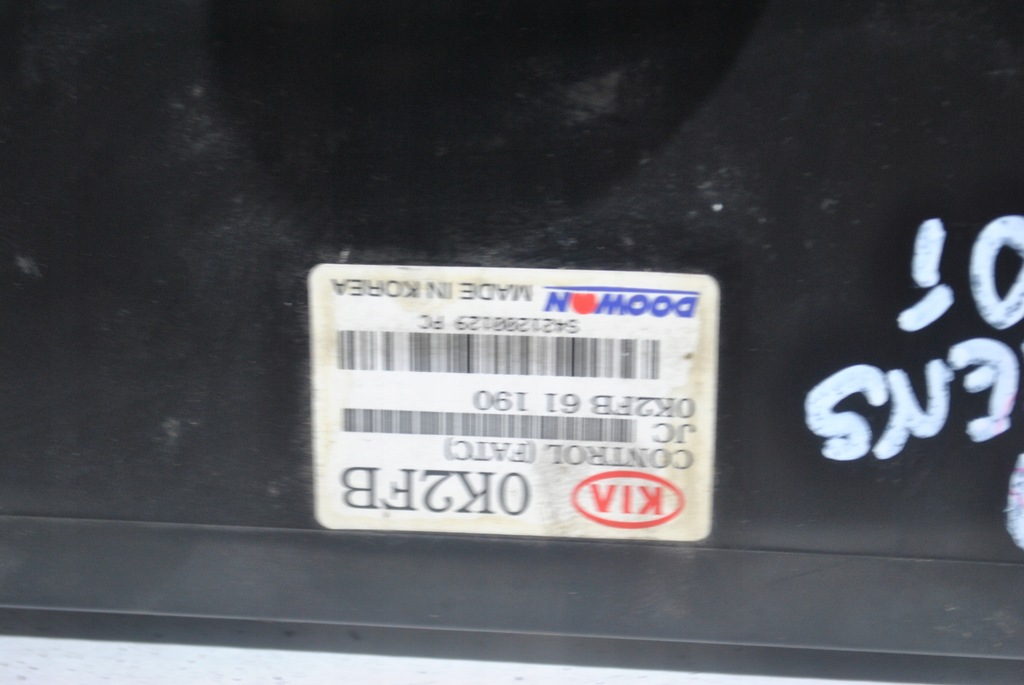 KIA 0K2FB
CONTROL (FATC)
JC
0K2FB 61 190
S421200129 PC
DOOWON MADE IN KOREA